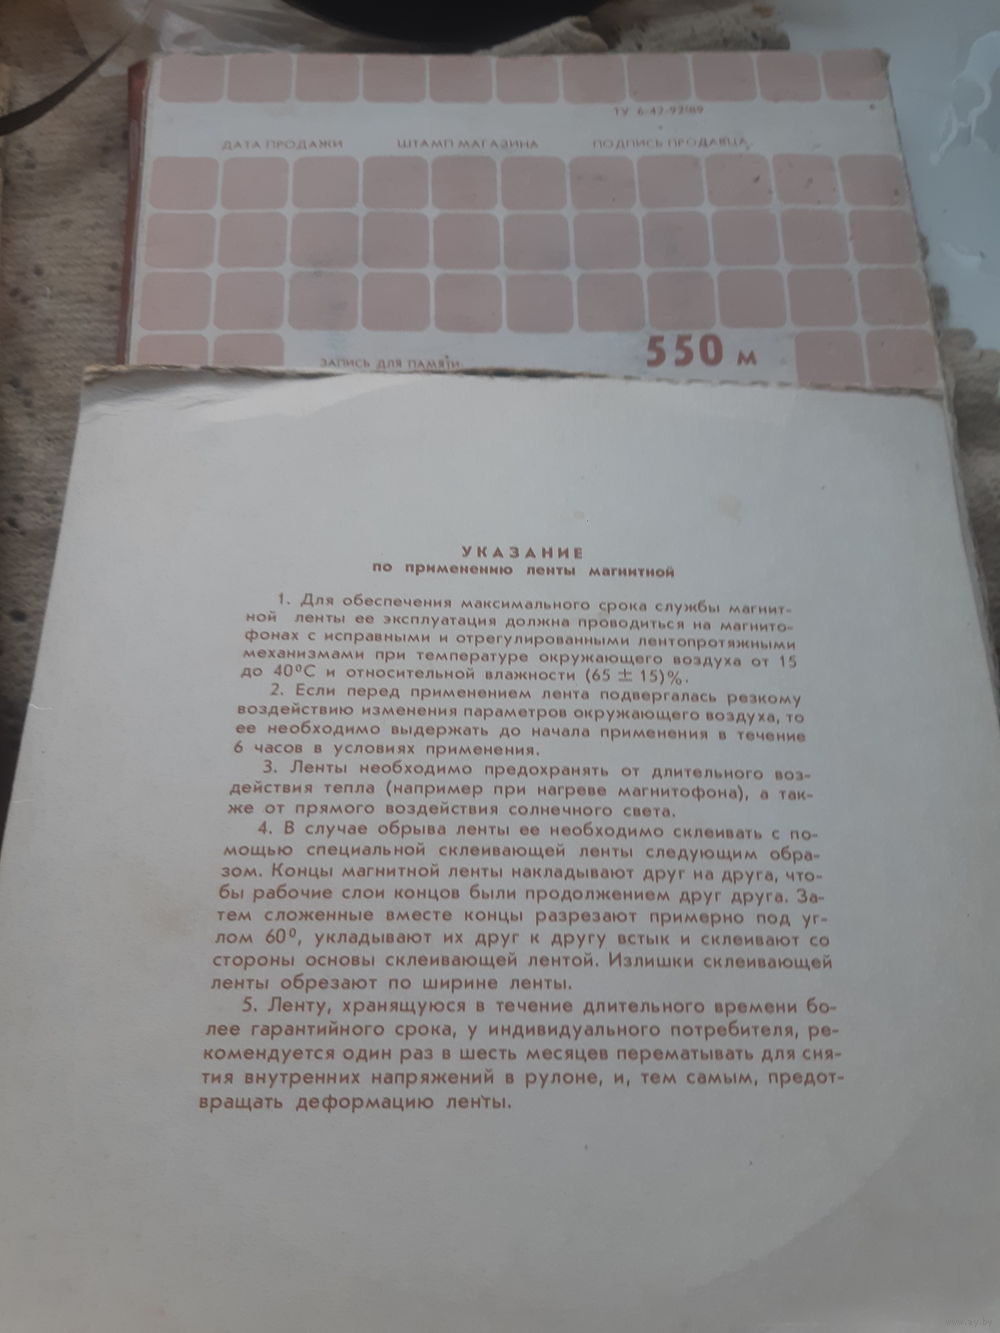 ТУ 6-42-92-89
ДАТА ПРОДАЖИ ШТАМП МАГАЗИНА ПОДПИСЬ ПРОДАВЦА
550 м
ЗАПИСЬ ДЛЯ ПАМЯТИ:
УКАЗАНИЕ
по применению ленты магнитной
1. Для обеспечения максимального срока службы магнит-
ной ленты ее эксплуатация должна проводиться на магнито-
фонах с исправными и отрегулированными лентопротяжными
механизмами при температуре окружающего воздуха от 15
до 40°С и относительной влажности (65 ± 15)%.
2. Если перед применением лента подвергалась резкому
воздействию изменения параметров окружающего воздуха, то
ее необходимо выдержать до начала применения в течение
6 часов в условиях применения.
3. Ленты необходимо предохранять от длительного воз-
действия тепла (например при нагреве магнитофона), а так-
же от прямого воздействия солнечного света.
4. В случае обрыва ленты ее необходимо склеивать с по-
мощью специальной склеивающей ленты следующим обра-
зом. Концы магнитной ленты накладывают друг на друга, что-
бы рабочие слои концов были продолжением друг друга. За-
тем сложенные вместе концы разрезают примерно под уг-
лом 60°, укладывают их друг к другу встык и склеивают со
стороны основы склеивающей лентой. Излишки склеивающей
ленты обрезают по ширине ленты.
5. Ленту, хранящуюся в течение длительного времени бо-
лее гарантийного срока, у индивидуального потребителя, ре-
комендуется один раз в шесть месяцев перематывать для сня-
тия внутренних напряжений в рулоне, и, тем самым, предот-
вращать деформацию ленты.
www.ay.by